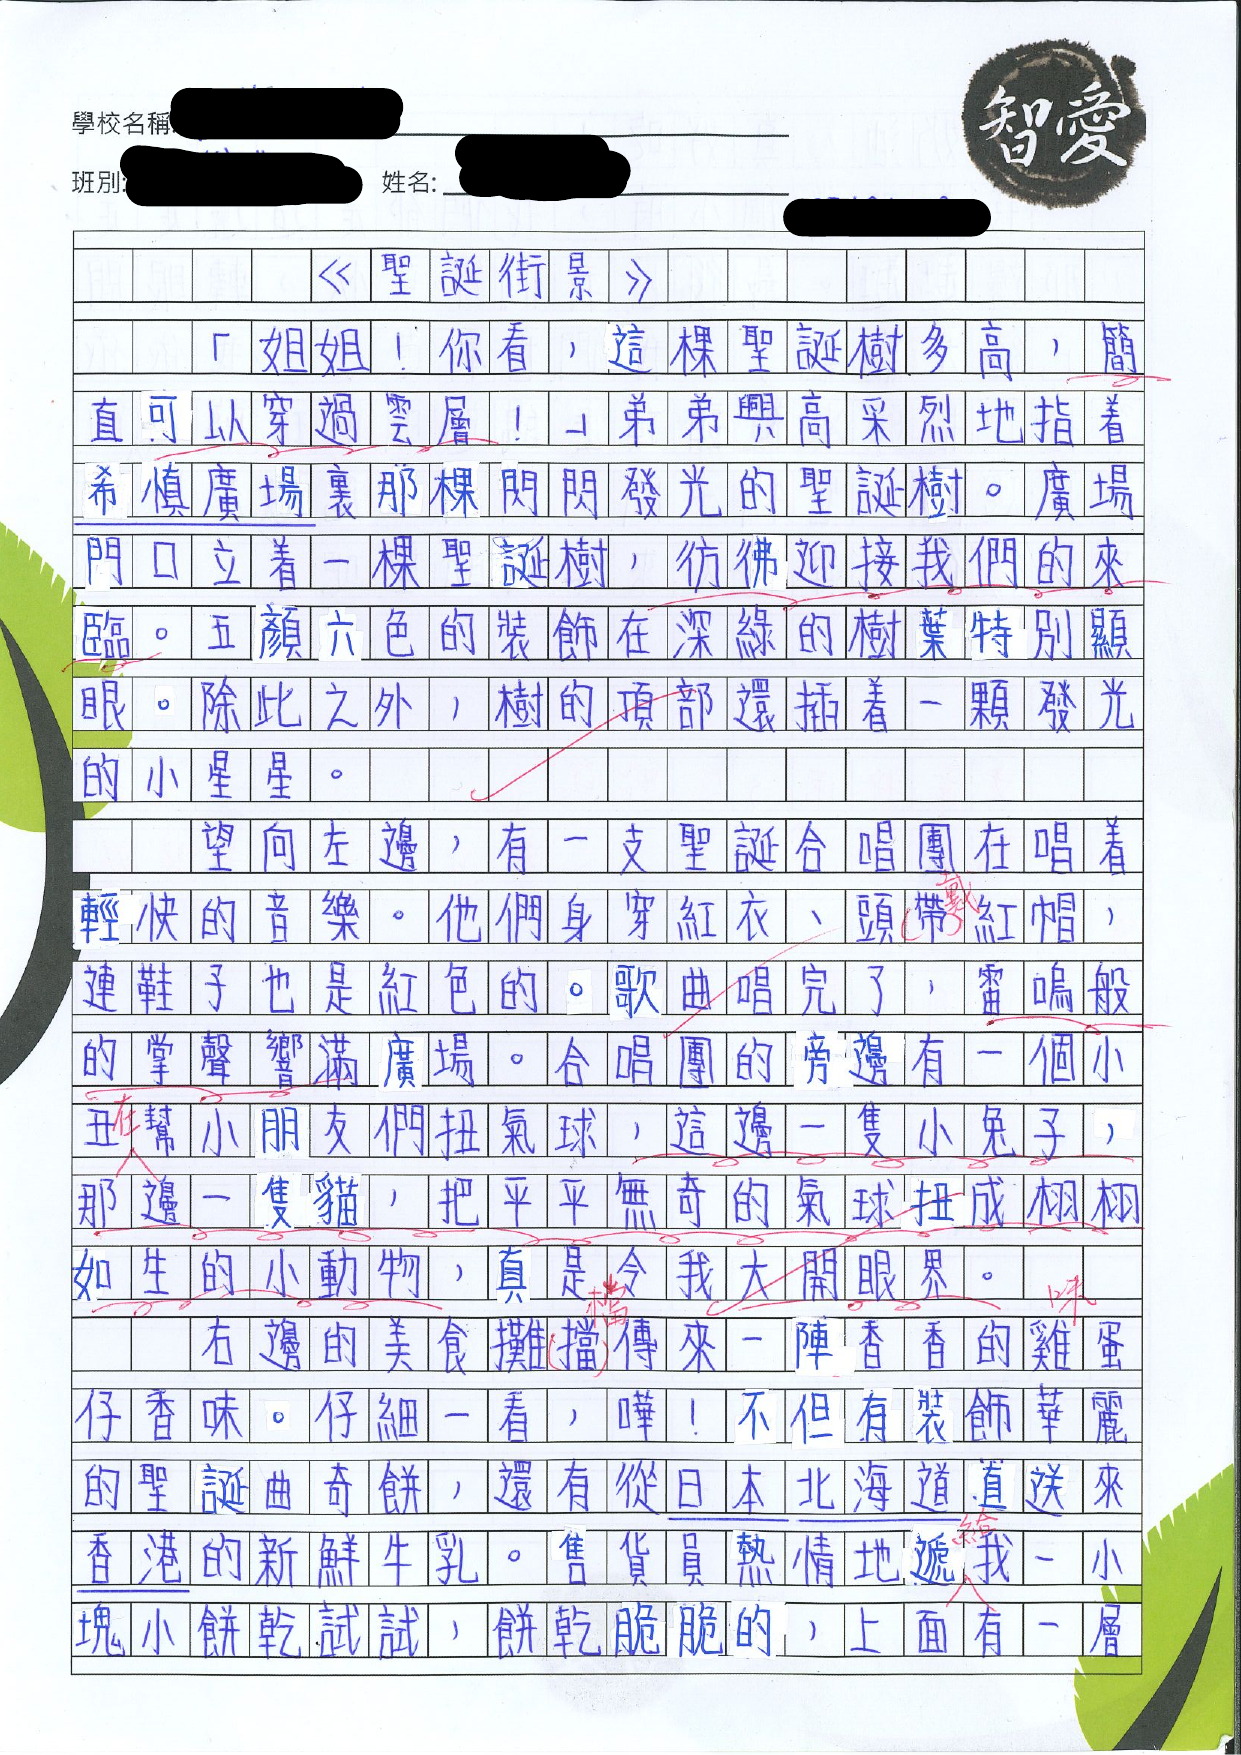 智愛
學校名稱:
班別: 姓名:
《聖誕街景》
「姐姐！你看，這棵聖誕樹多高，簡
直可以穿過雲層！」弟弟興高采烈地指着
希慎廣場裏那棵閃閃發光的聖誕樹。廣場
門口立着一棵聖誕樹，彷彿迎接我們的來
臨。五顏六色的裝飾在深綠的樹葉特別顯
眼。除此之外，樹的頂部還插着一顆發光
的小星星。
望向左邊，有一支聖誕合唱團在唱着
戴
輕快的音樂。他們身穿紅衣、頭帶紅帽，
連鞋子也是紅色的。歌曲唱完了，雷鳴般
的掌聲響滿廣場。合唱團的旁邊有一個小
在
丑幫小朋友們扭氣球，這邊一隻小兔子，
那邊一隻貓，把平平無奇的氣球扭成栩栩
如生的小動物，真是令我大開眼界。
檔 味
右邊的美食攤擋傳來一陣香香的雞蛋
仔香味。仔細一看，嘩！不但有裝飾華麗
的聖誕曲奇餅，還有從日本北海道直送來
給
香港的新鮮牛乳。售貨員熱情地遞我一小
塊小餅乾試試，餅乾脆脆的，上面有一層